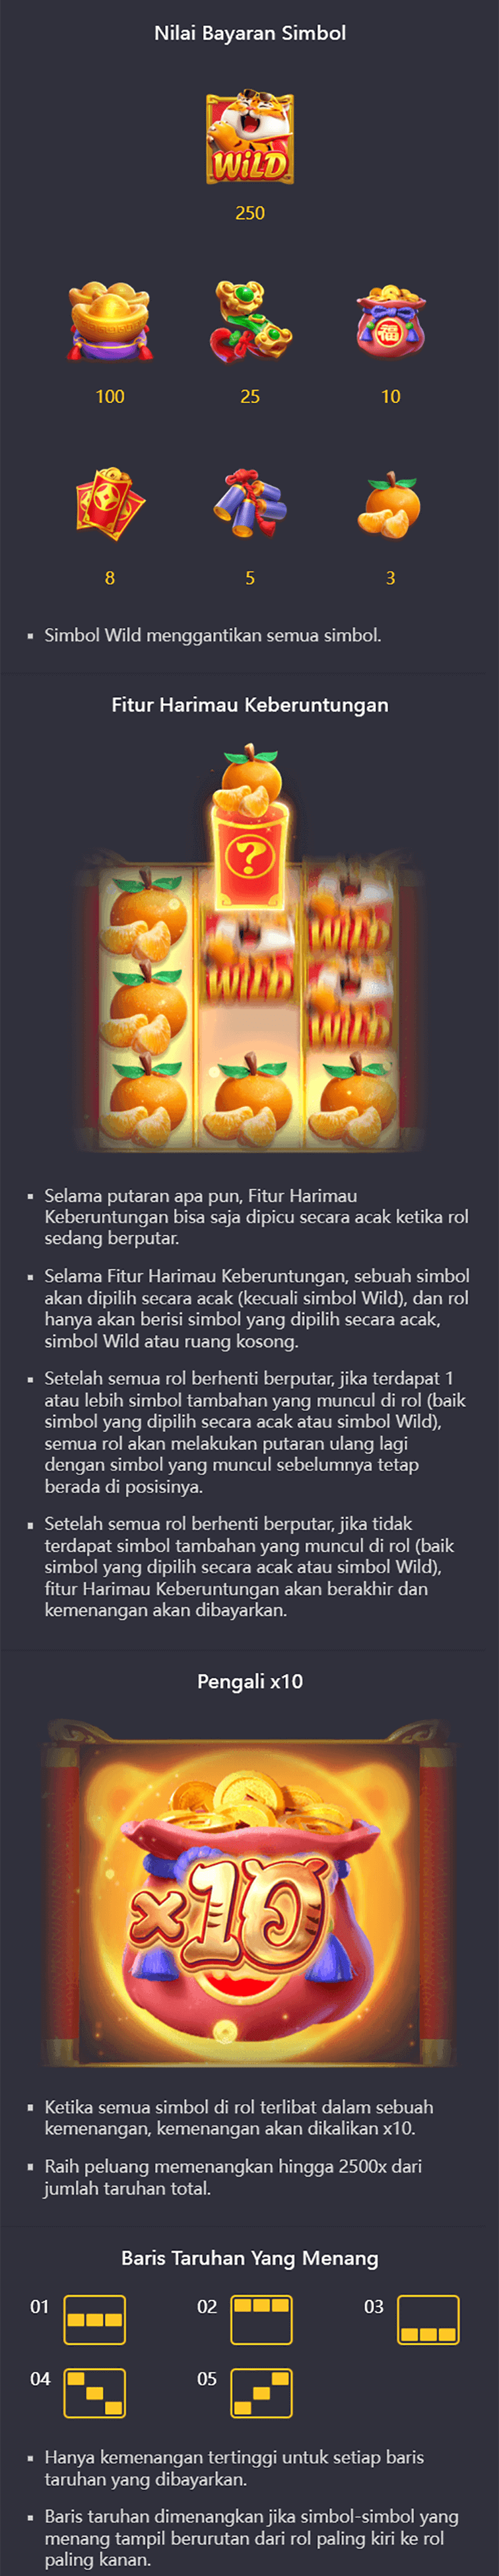 Nilai Bayaran Simbol
WiLD
250
100 25 10
福
8 5 3
▪ Simbol Wild menggantikan semua simbol.
Fitur Harimau Keberuntungan
?
WILD
WILD
WILD
▪ Selama putaran apa pun, Fitur Harimau
Keberuntungan bisa saja dipicu secara acak ketika rol
sedang berputar.
▪ Selama Fitur Harimau Keberuntungan, sebuah simbol
akan dipilih secara acak (kecuali simbol Wild), dan rol
hanya akan berisi simbol yang dipilih secara acak,
simbol Wild atau ruang kosong.
▪ Setelah semua rol berhenti berputar, jika terdapat 1
atau lebih simbol tambahan yang muncul di rol (baik
simbol yang dipilih secara acak atau simbol Wild),
semua rol akan melakukan putaran ulang lagi
dengan simbol yang muncul sebelumnya tetap
berada di posisinya.
▪ Setelah semua rol berhenti berputar, jika tidak
terdapat simbol tambahan yang muncul di rol (baik
simbol yang dipilih secara acak atau simbol Wild),
fitur Harimau Keberuntungan akan berakhir dan
kemenangan akan dibayarkan.
Pengali x10
x10
▪ Ketika semua simbol di rol terlibat dalam sebuah
kemenangan, kemenangan akan dikalikan x10.
▪ Raih peluang memenangkan hingga 2500x dari
jumlah taruhan total.
Baris Taruhan Yang Menang
01 02 03
04 05
▪ Hanya kemenangan tertinggi untuk setiap baris
taruhan yang dibayarkan.
▪ Baris taruhan dimenangkan jika simbol-simbol yang
menang tampil berurutan dari rol paling kiri ke rol
paling kanan.